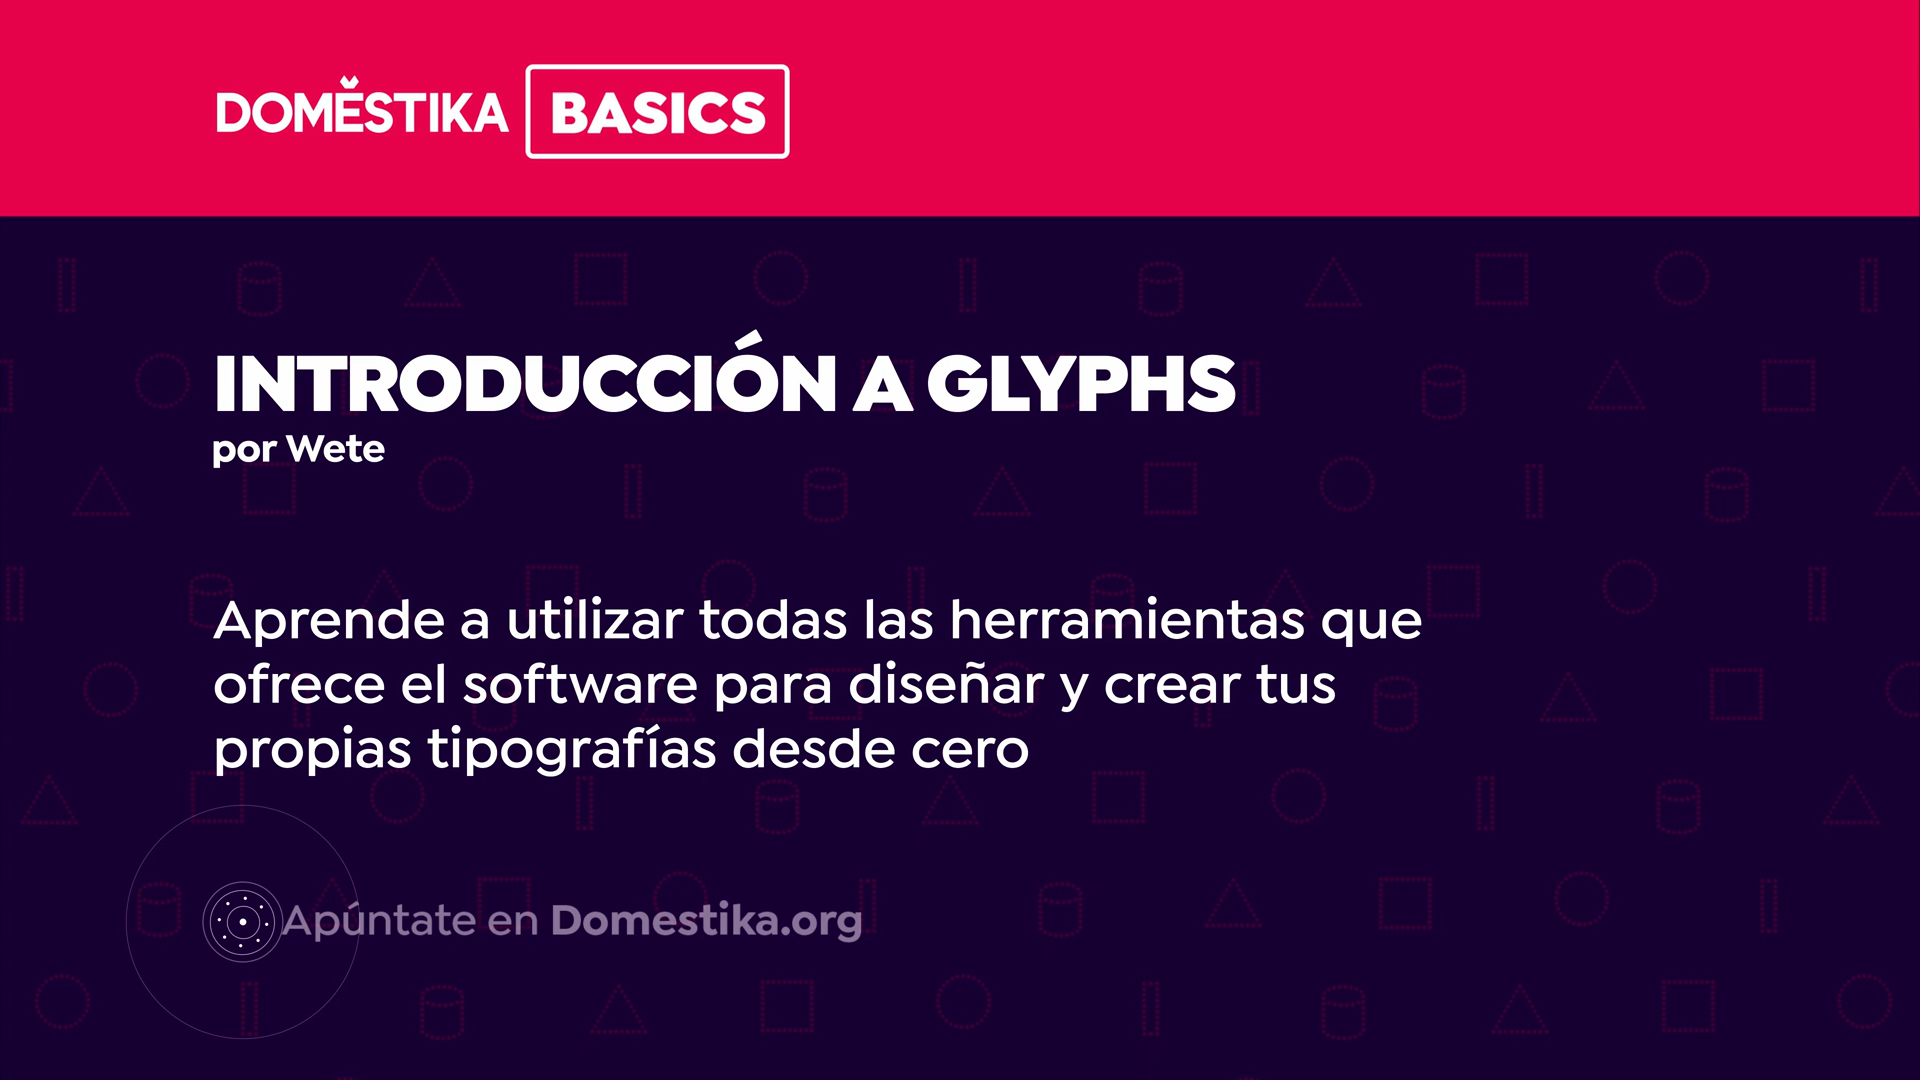 DOMESTIKA BASICS
INTRODUCCIÓN A GLYPHS
por Wete
Aprende a utilizar todas las herramientas que
ofrece el software para diseñar y crear tus
propias tipografías desde cero
Apúntate en Domestika.org